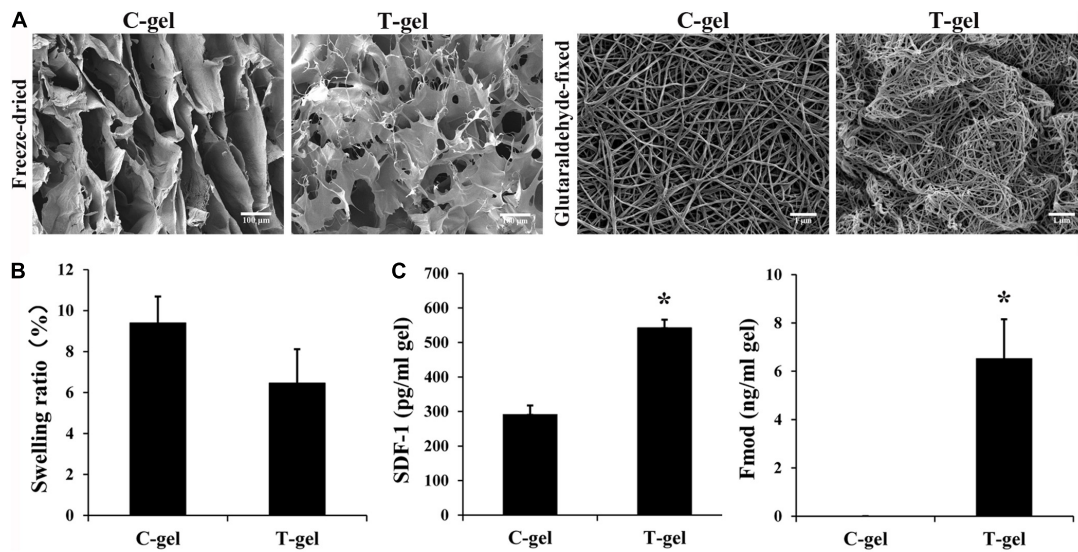 A
C-gel
T-gel
C-gel
T-gel
Freeze-dried
100 μm
100 μm
Glutaraldehyde-fixed
1 μm
1 μm
B
Swelling ratio (%)
12
10
8
6
4
2
0
C-gel
T-gel
C
SDF-1 (pg/ml gel)
700
600
500
400
300
200
100
0
*
C-gel
T-gel
Fmod (ng/ml gel)
10
8
6
4
2
0
*
C-gel
T-gel